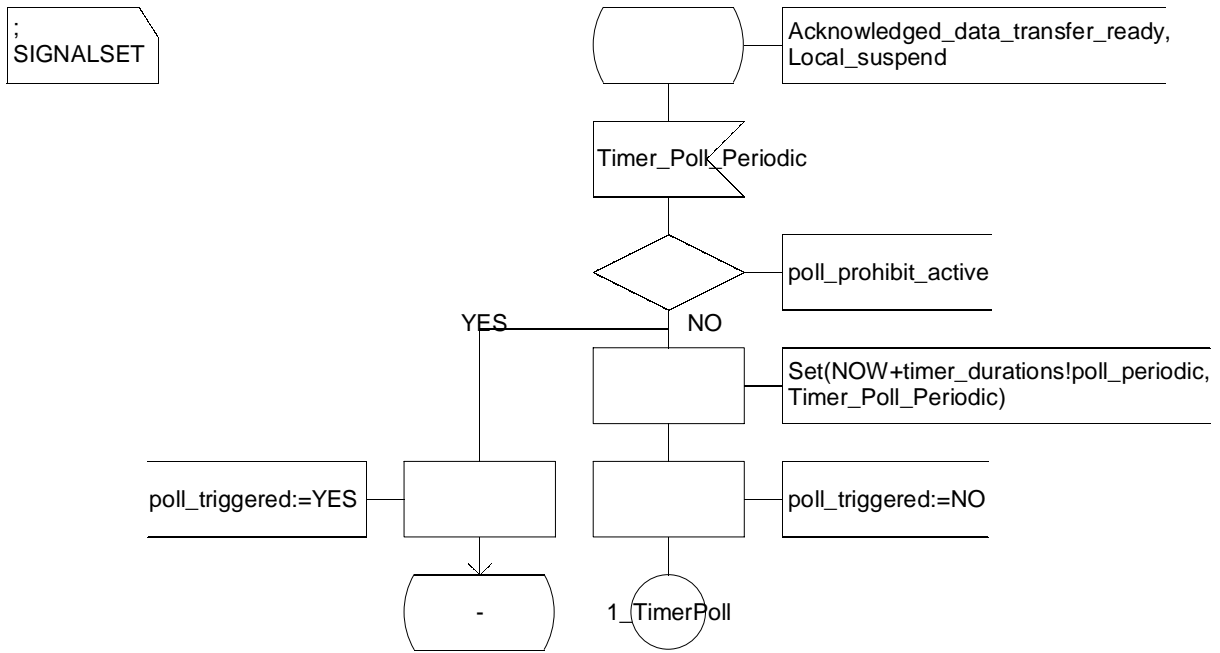 ;
SIGNALSET
Acknowledged_data_transfer_ready,
Local_suspend
Timer_Poll_Periodic
poll_prohibit_active
YES
NO
Set(NOW+timer_durations!poll_periodic,
Timer_Poll_Periodic)
poll_triggered:=YES
poll_triggered:=NO
-
1_TimerPoll